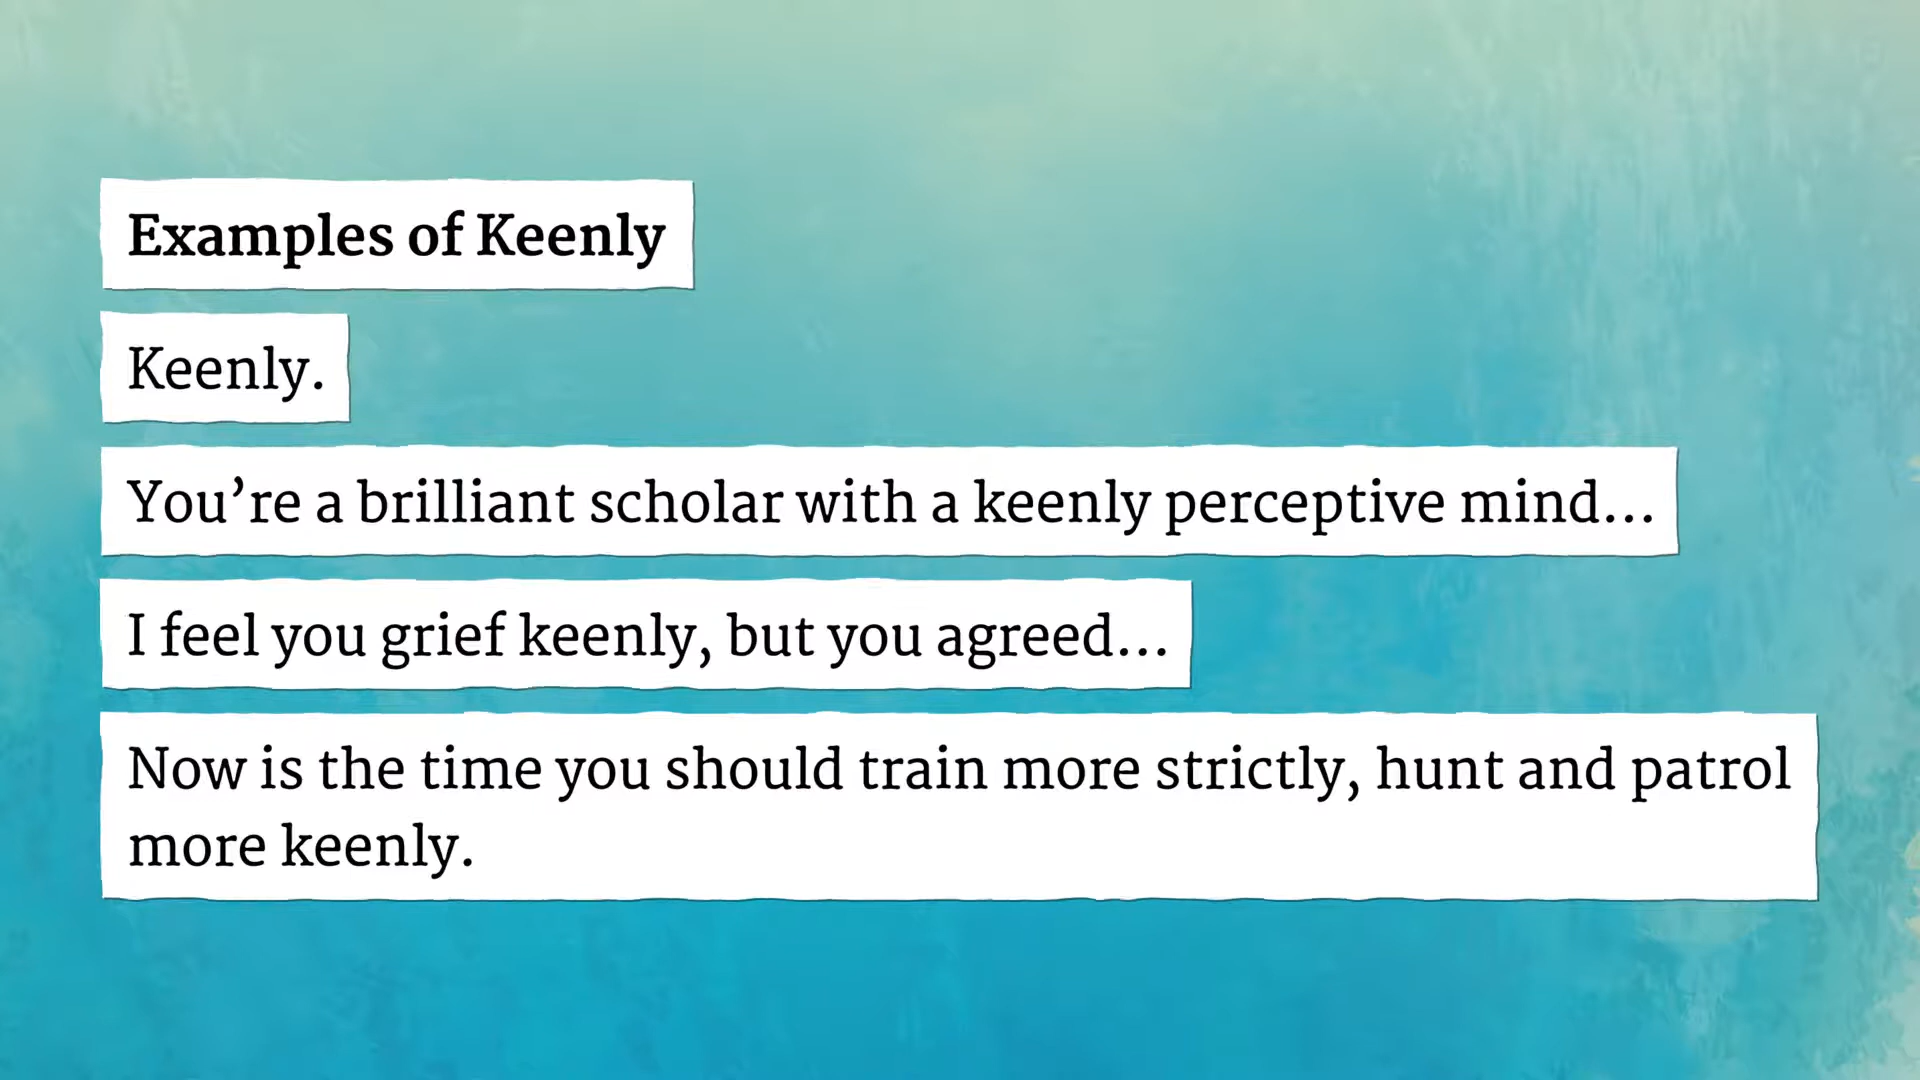 Examples of Keenly
Keenly.
You’re a brilliant scholar with a keenly perceptive mind…
I feel you grief keenly, but you agreed…
Now is the time you should train more strictly, hunt and patrol
more keenly.